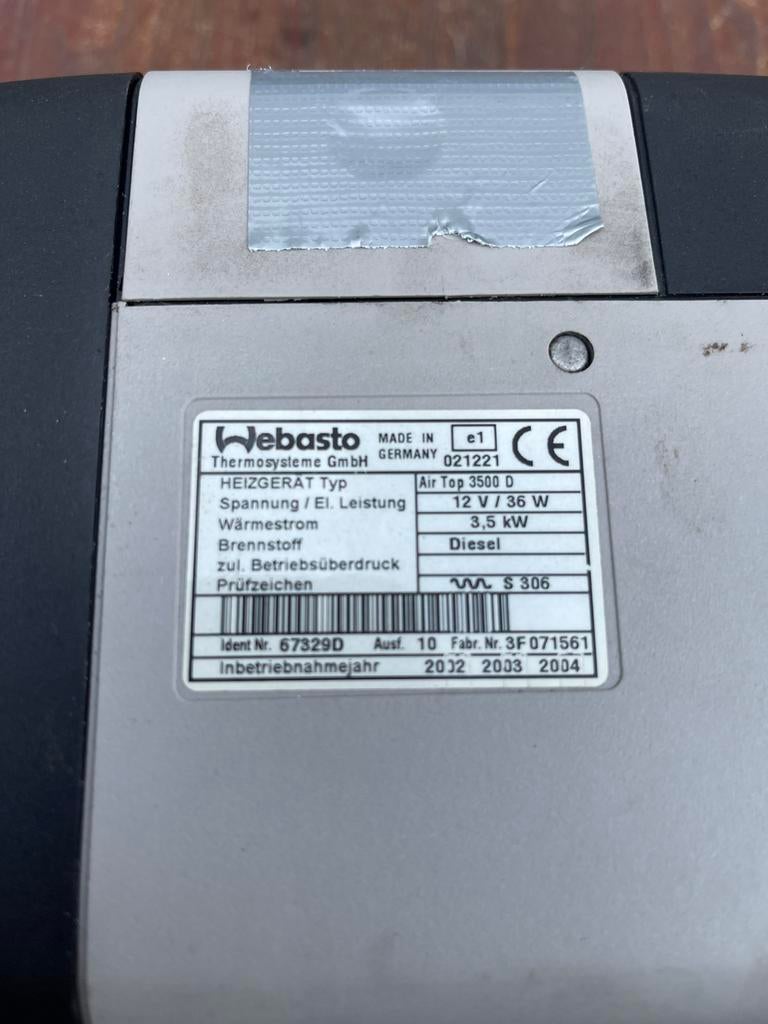 Webasto MADE IN GERMANY e1
Thermosysteme GmbH 021221 CE
HEIZGERÄT Typ Air Top 3500 D
Spannung / El. Leistung 12 V / 36 W
Wärmestrom 3,5 kW
Brennstoff Diesel
zul. Betriebsüberdruck
Prüfzeichen S 306
Ident Nr. 67329D Ausf. 10 Fabr. Nr. 3F071561
Inbetriebnahmejahr 2002 2003 2004